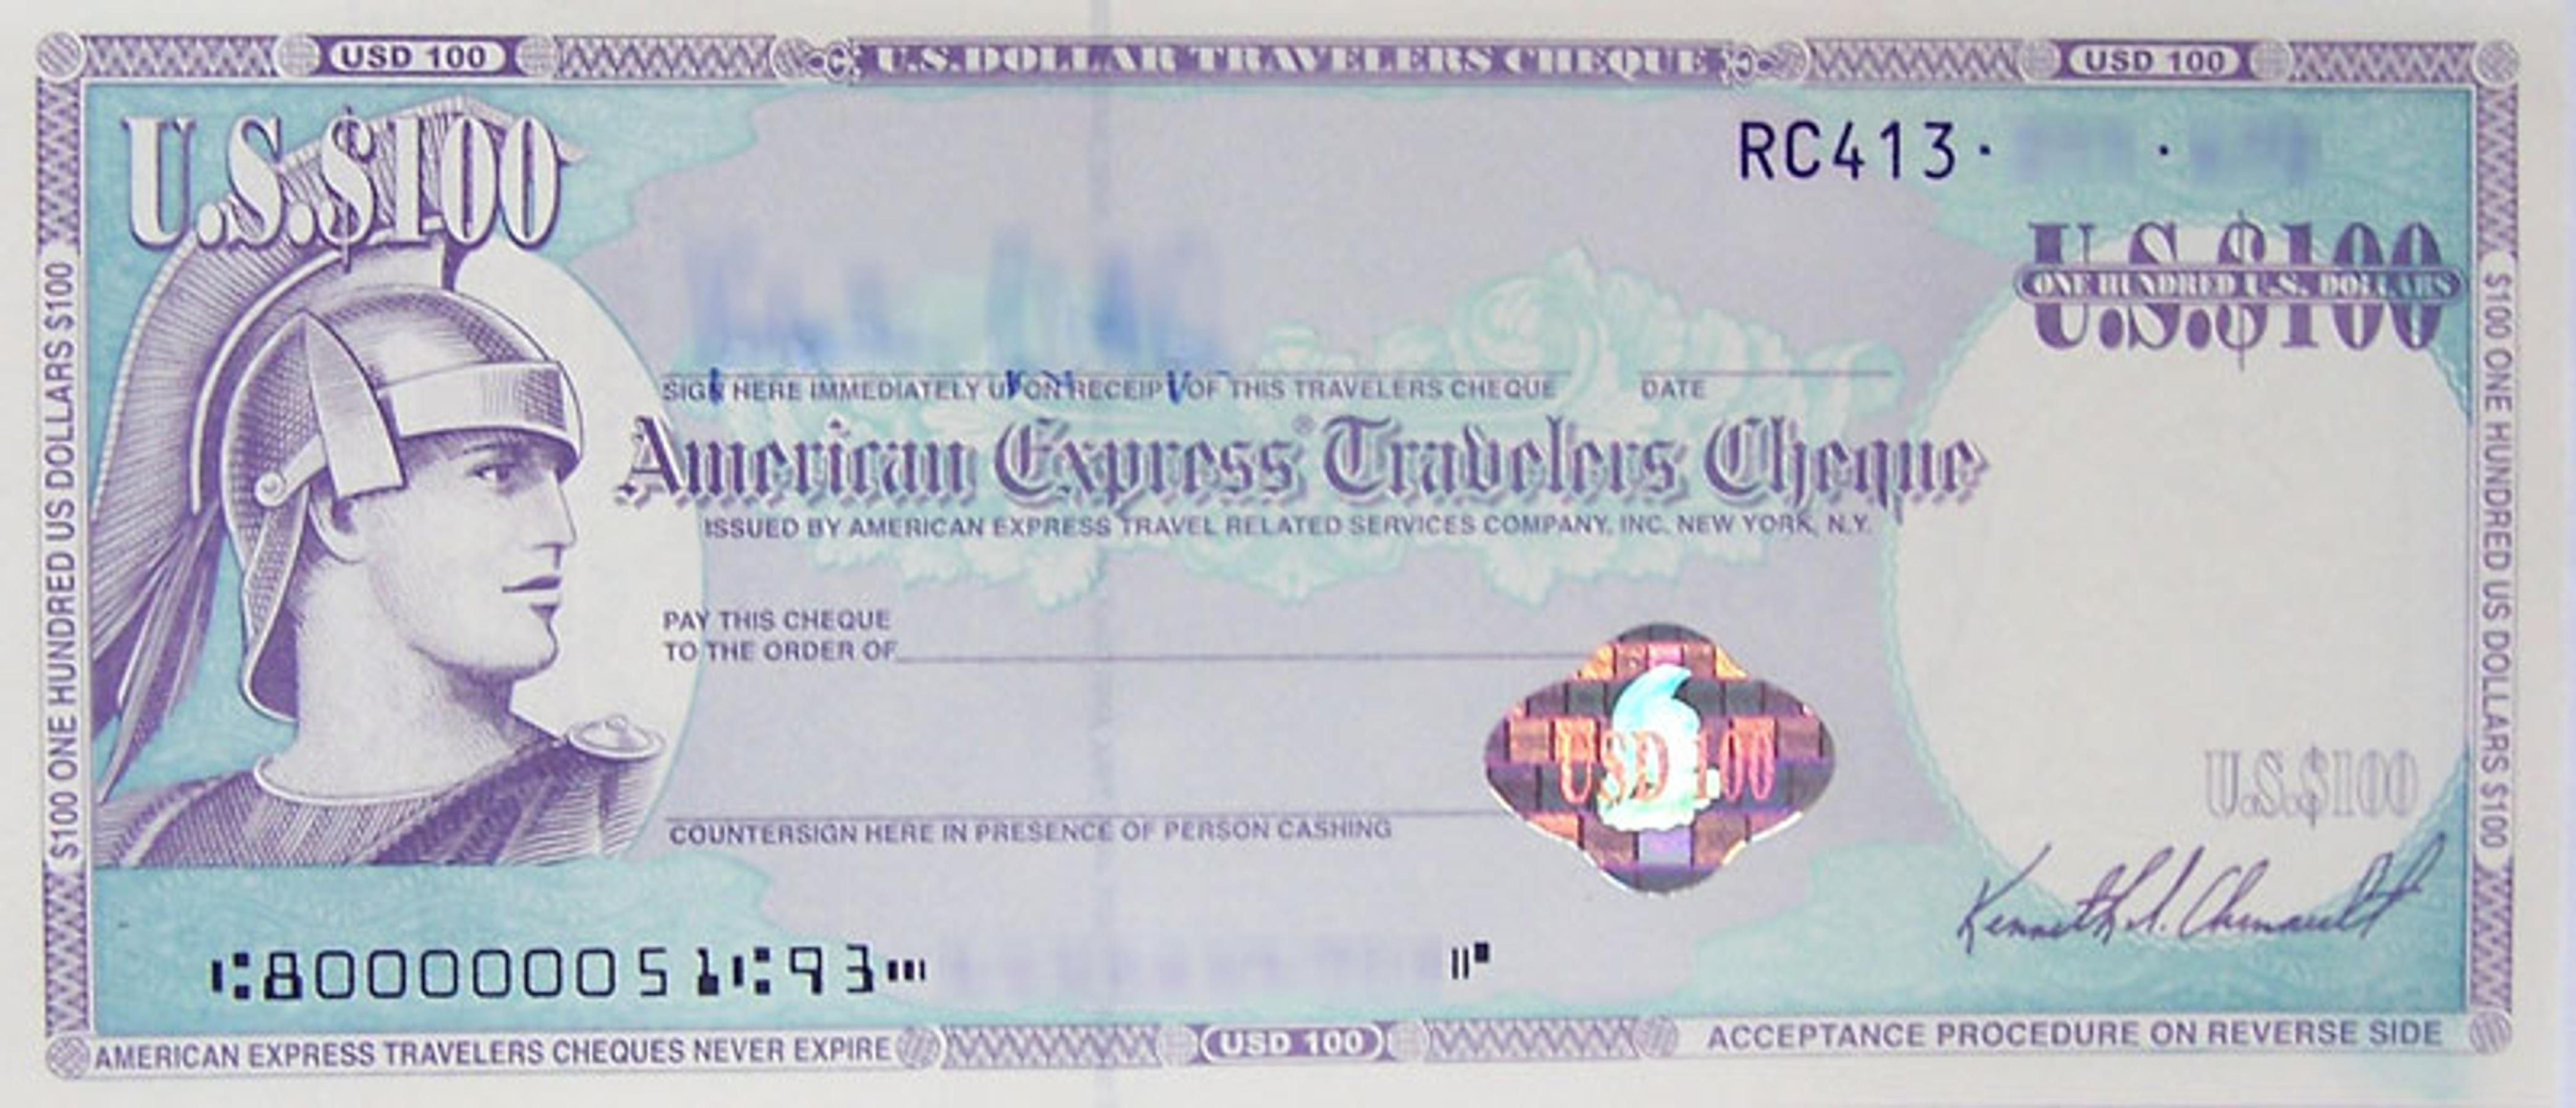 USD 100 U.S.DOLLAR TRAVELERS CHEQUE USD 100
U.S.$100
RC413·
U.S.$100
ONE HUNDRED U.S. DOLLARS
SIGN HERE IMMEDIATELY UPON RECEIPT OF THIS TRAVELERS CHEQUE DATE
American Express® Travelers Cheque
ISSUED BY AMERICAN EXPRESS TRAVEL RELATED SERVICES COMPANY, INC. NEW YORK, N.Y.
PAY THIS CHEQUE
TO THE ORDER OF
USD 100
U.S.$100
COUNTERSIGN HERE IN PRESENCE OF PERSON CASHING
Kenneth I. Chenault
⑆800000051⑆93⑉
AMERICAN EXPRESS TRAVELERS CHEQUES NEVER EXPIRE USD 100 ACCEPTANCE PROCEDURE ON REVERSE SIDE
$100 ONE HUNDRED US DOLLARS $100
$100 ONE HUNDRED US DOLLARS $100